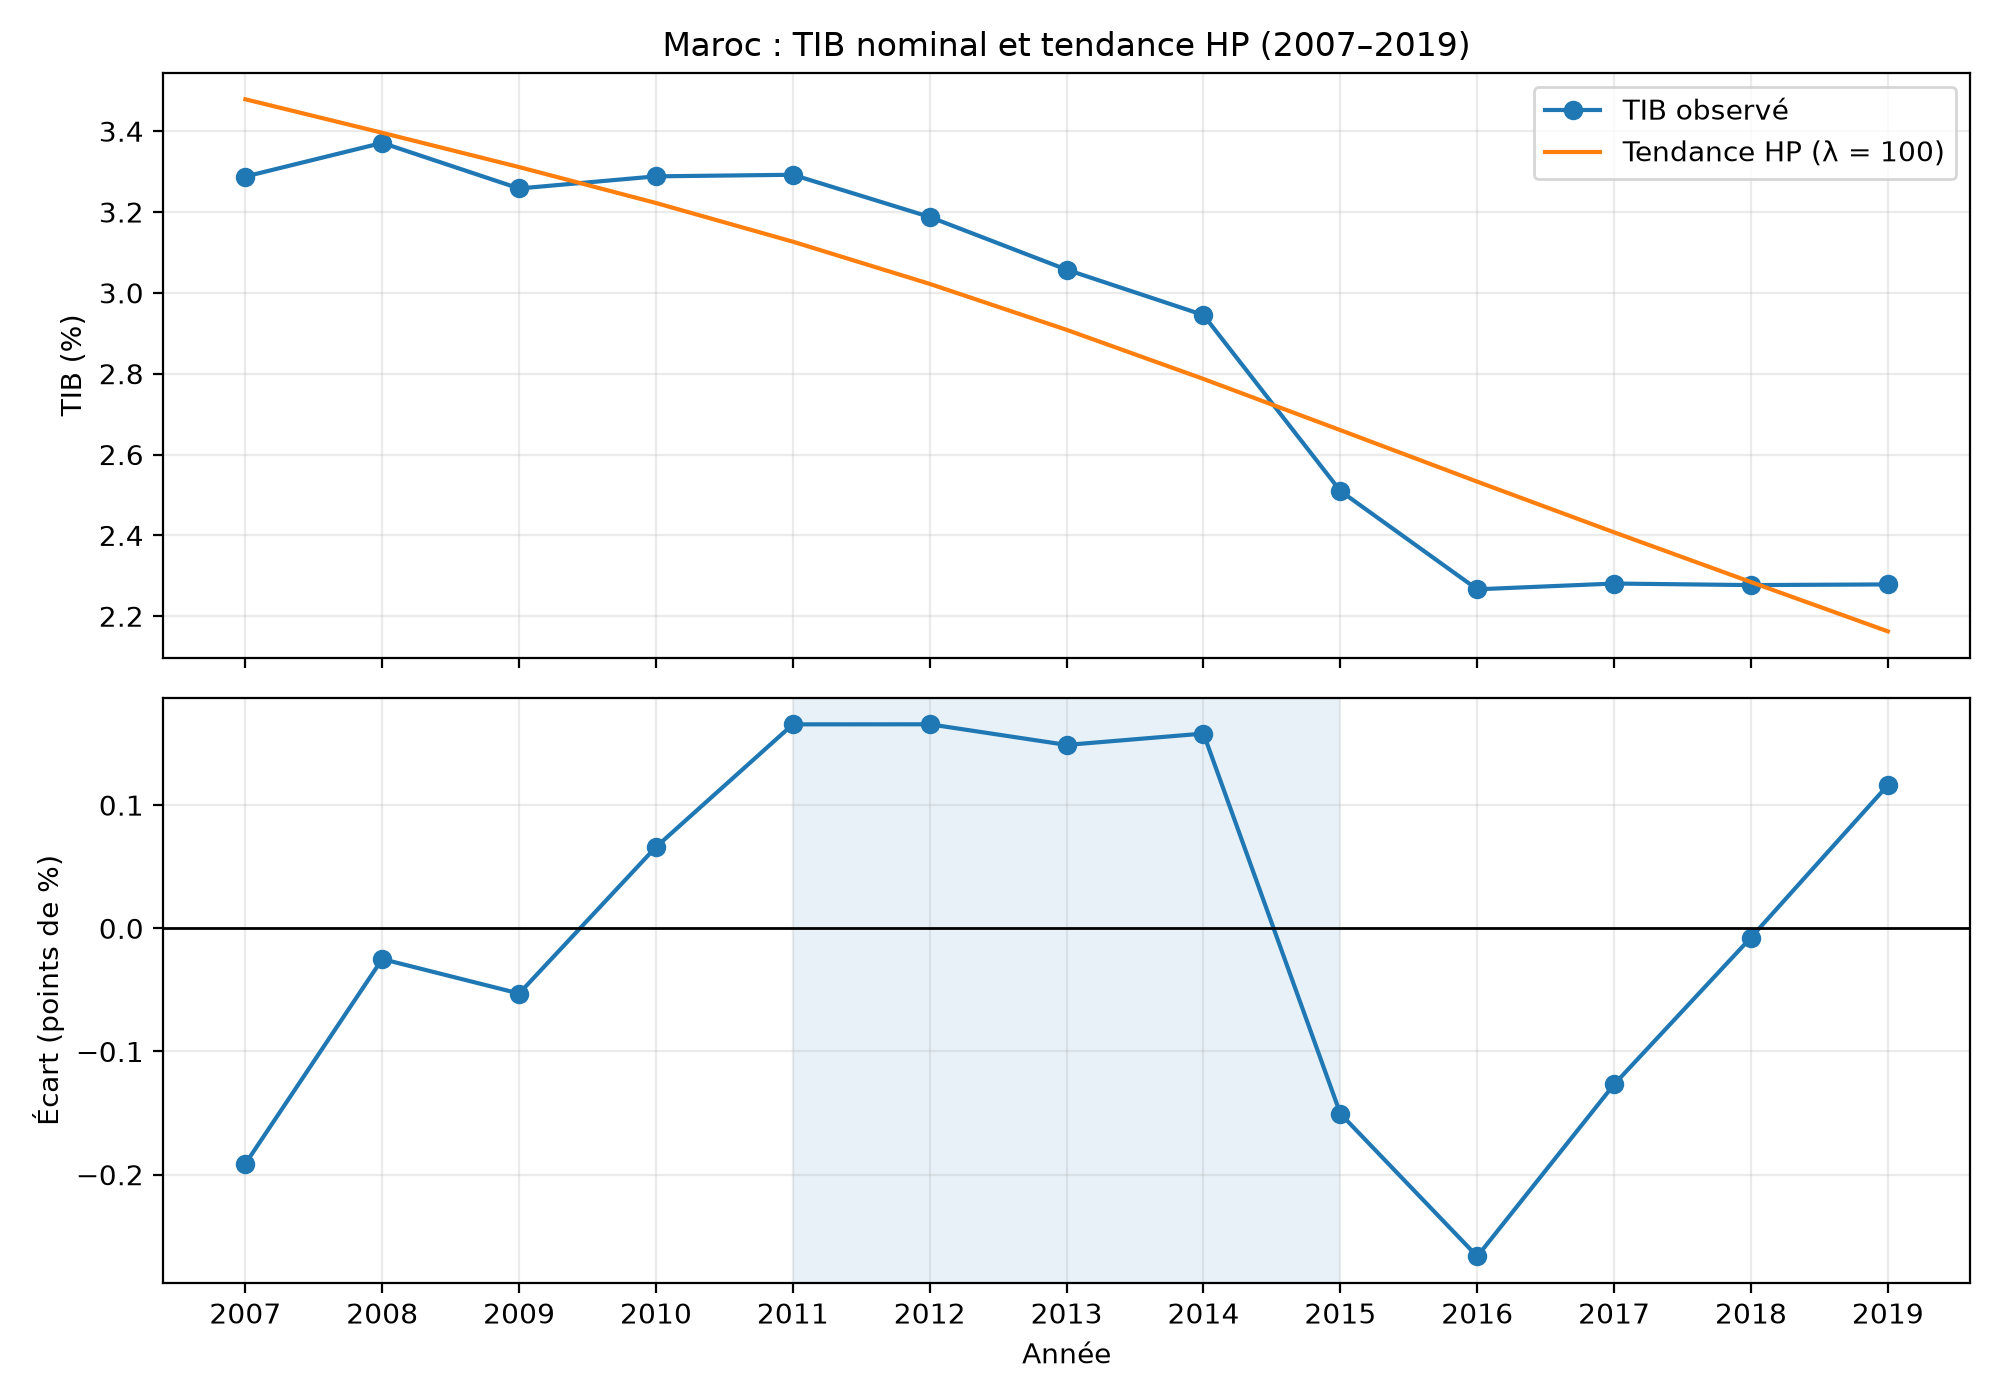 Maroc : TIB nominal et tendance HP (2007–2019)
TIB observé
Tendance HP (λ = 100)
TIB (%)
3.4
3.2
3.0
2.8
2.6
2.4
2.2
Écart (points de %)
0.1
0.0
−0.1
−0.2
2007 2008 2009 2010 2011 2012 2013 2014 2015 2016 2017 2018 2019
Année